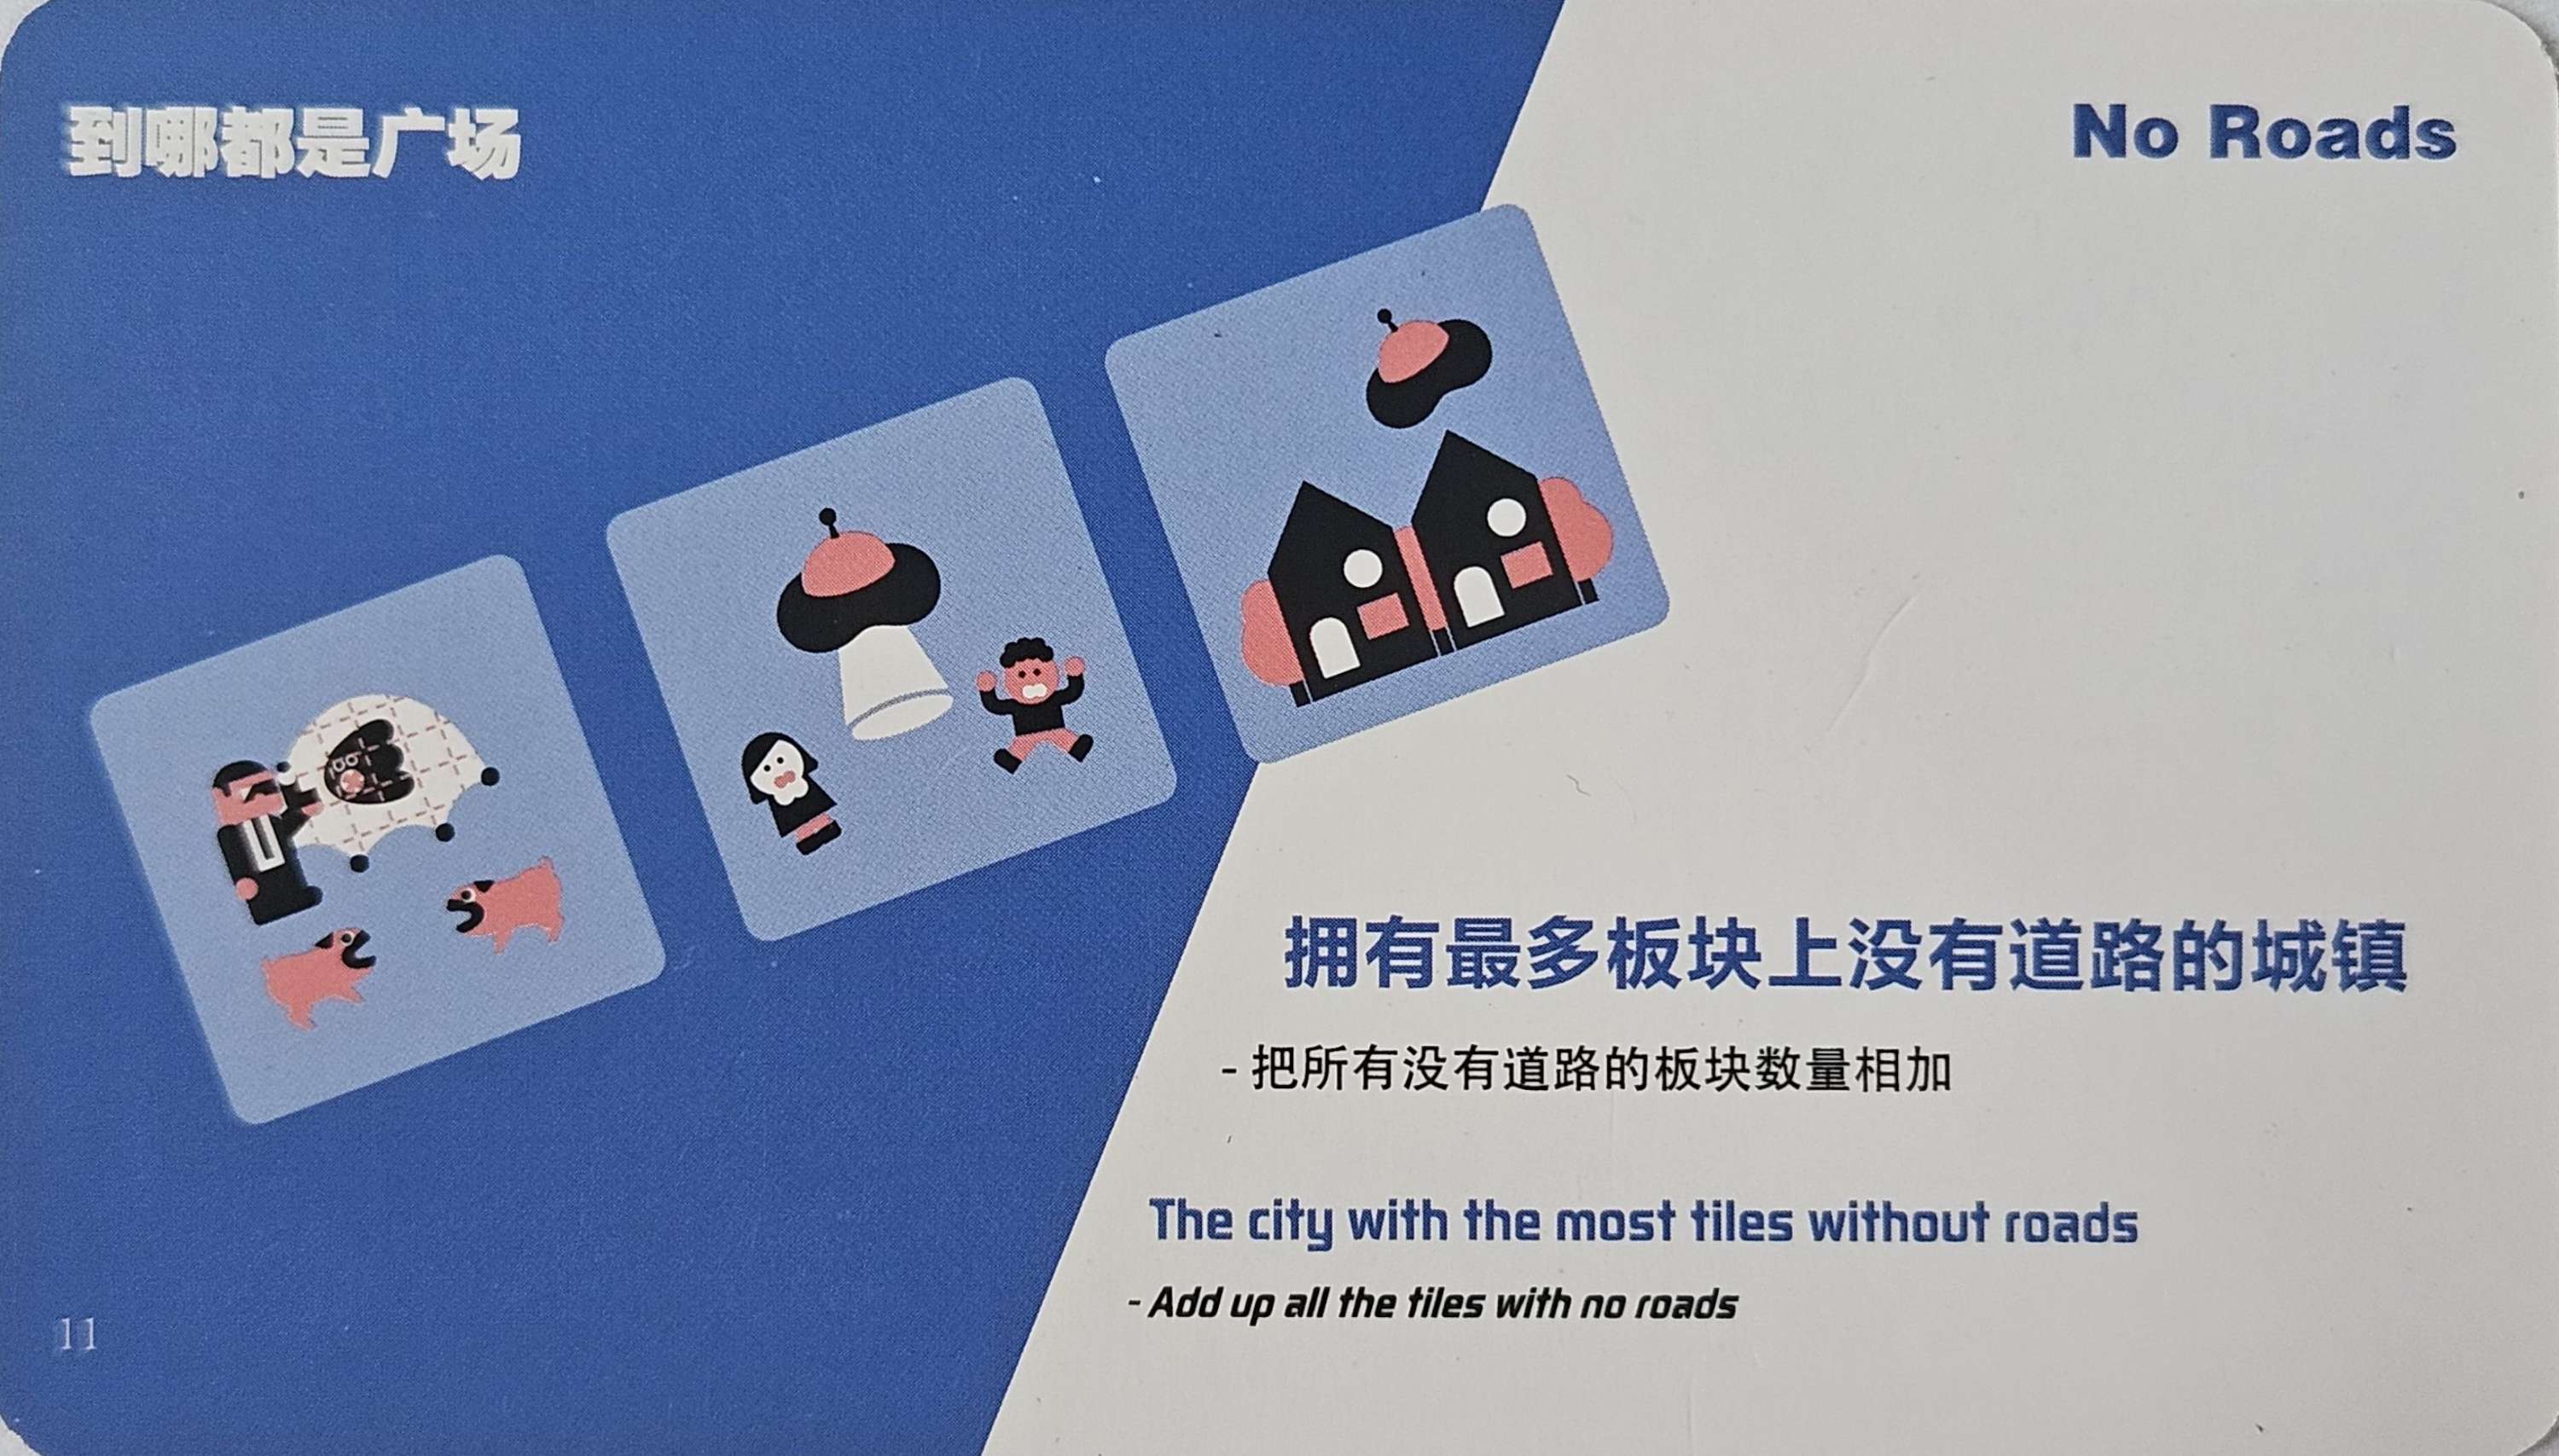 到哪都是广场
No Roads
拥有最多板块上没有道路的城镇
- 把所有没有道路的板块数量相加
The city with the most tiles without roads
- Add up all the tiles with no roads
11